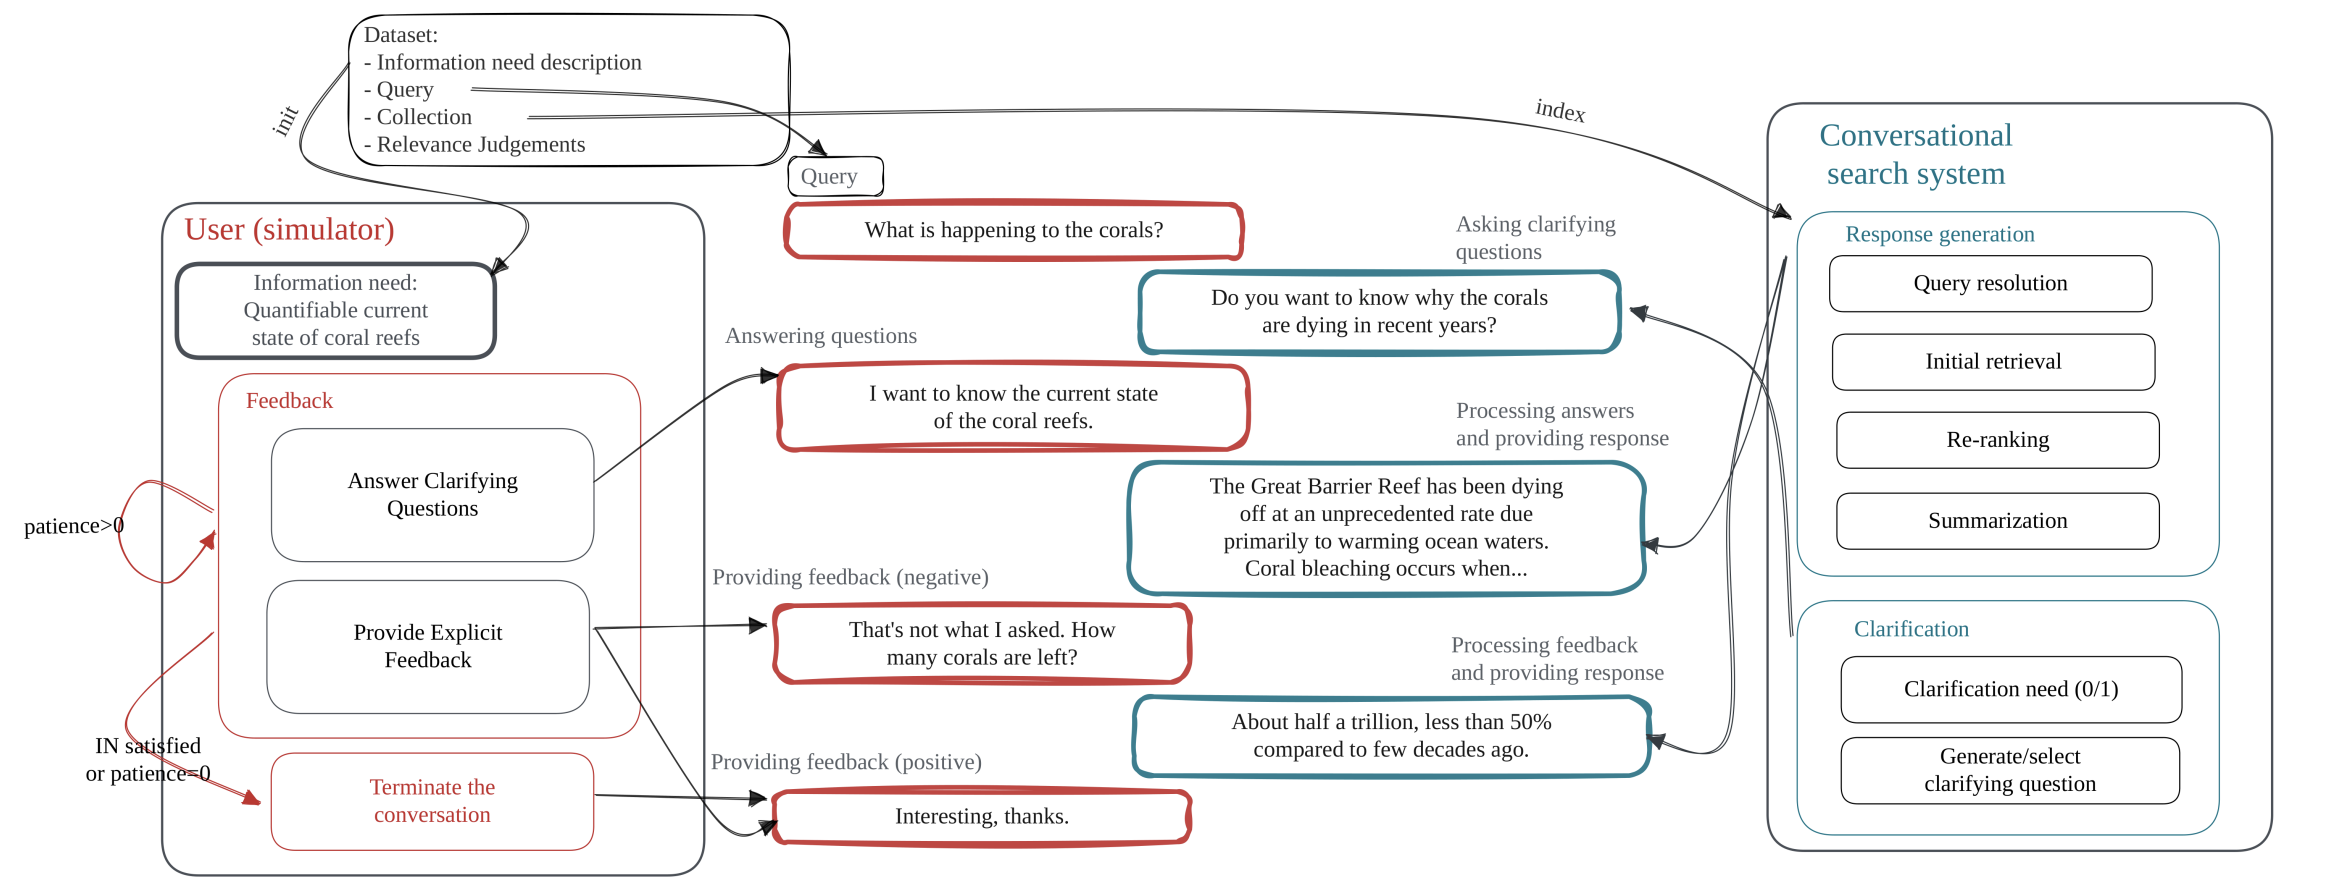 Dataset:
- Information need description
- Query
- Collection
- Relevance Judgements
init
index
Query
User (simulator)
Information need:
Quantifiable current
state of coral reefs
Feedback
Answer Clarifying
Questions
Provide Explicit
Feedback
Terminate the
conversation
patience>0
IN satisfied
or patience=0
What is happening to the corals?
Asking clarifying
questions
Do you want to know why the corals
are dying in recent years?
Answering questions
I want to know the current state
of the coral reefs.
Processing answers
and providing response
The Great Barrier Reef has been dying
off at an unprecedented rate due
primarily to warming ocean waters.
Coral bleaching occurs when...
Providing feedback (negative)
That's not what I asked. How
many corals are left?
Processing feedback
and providing response
About half a trillion, less than 50%
compared to few decades ago.
Providing feedback (positive)
Interesting, thanks.
Conversational
search system
Response generation
Query resolution
Initial retrieval
Re-ranking
Summarization
Clarification
Clarification need (0/1)
Generate/select
clarifying question